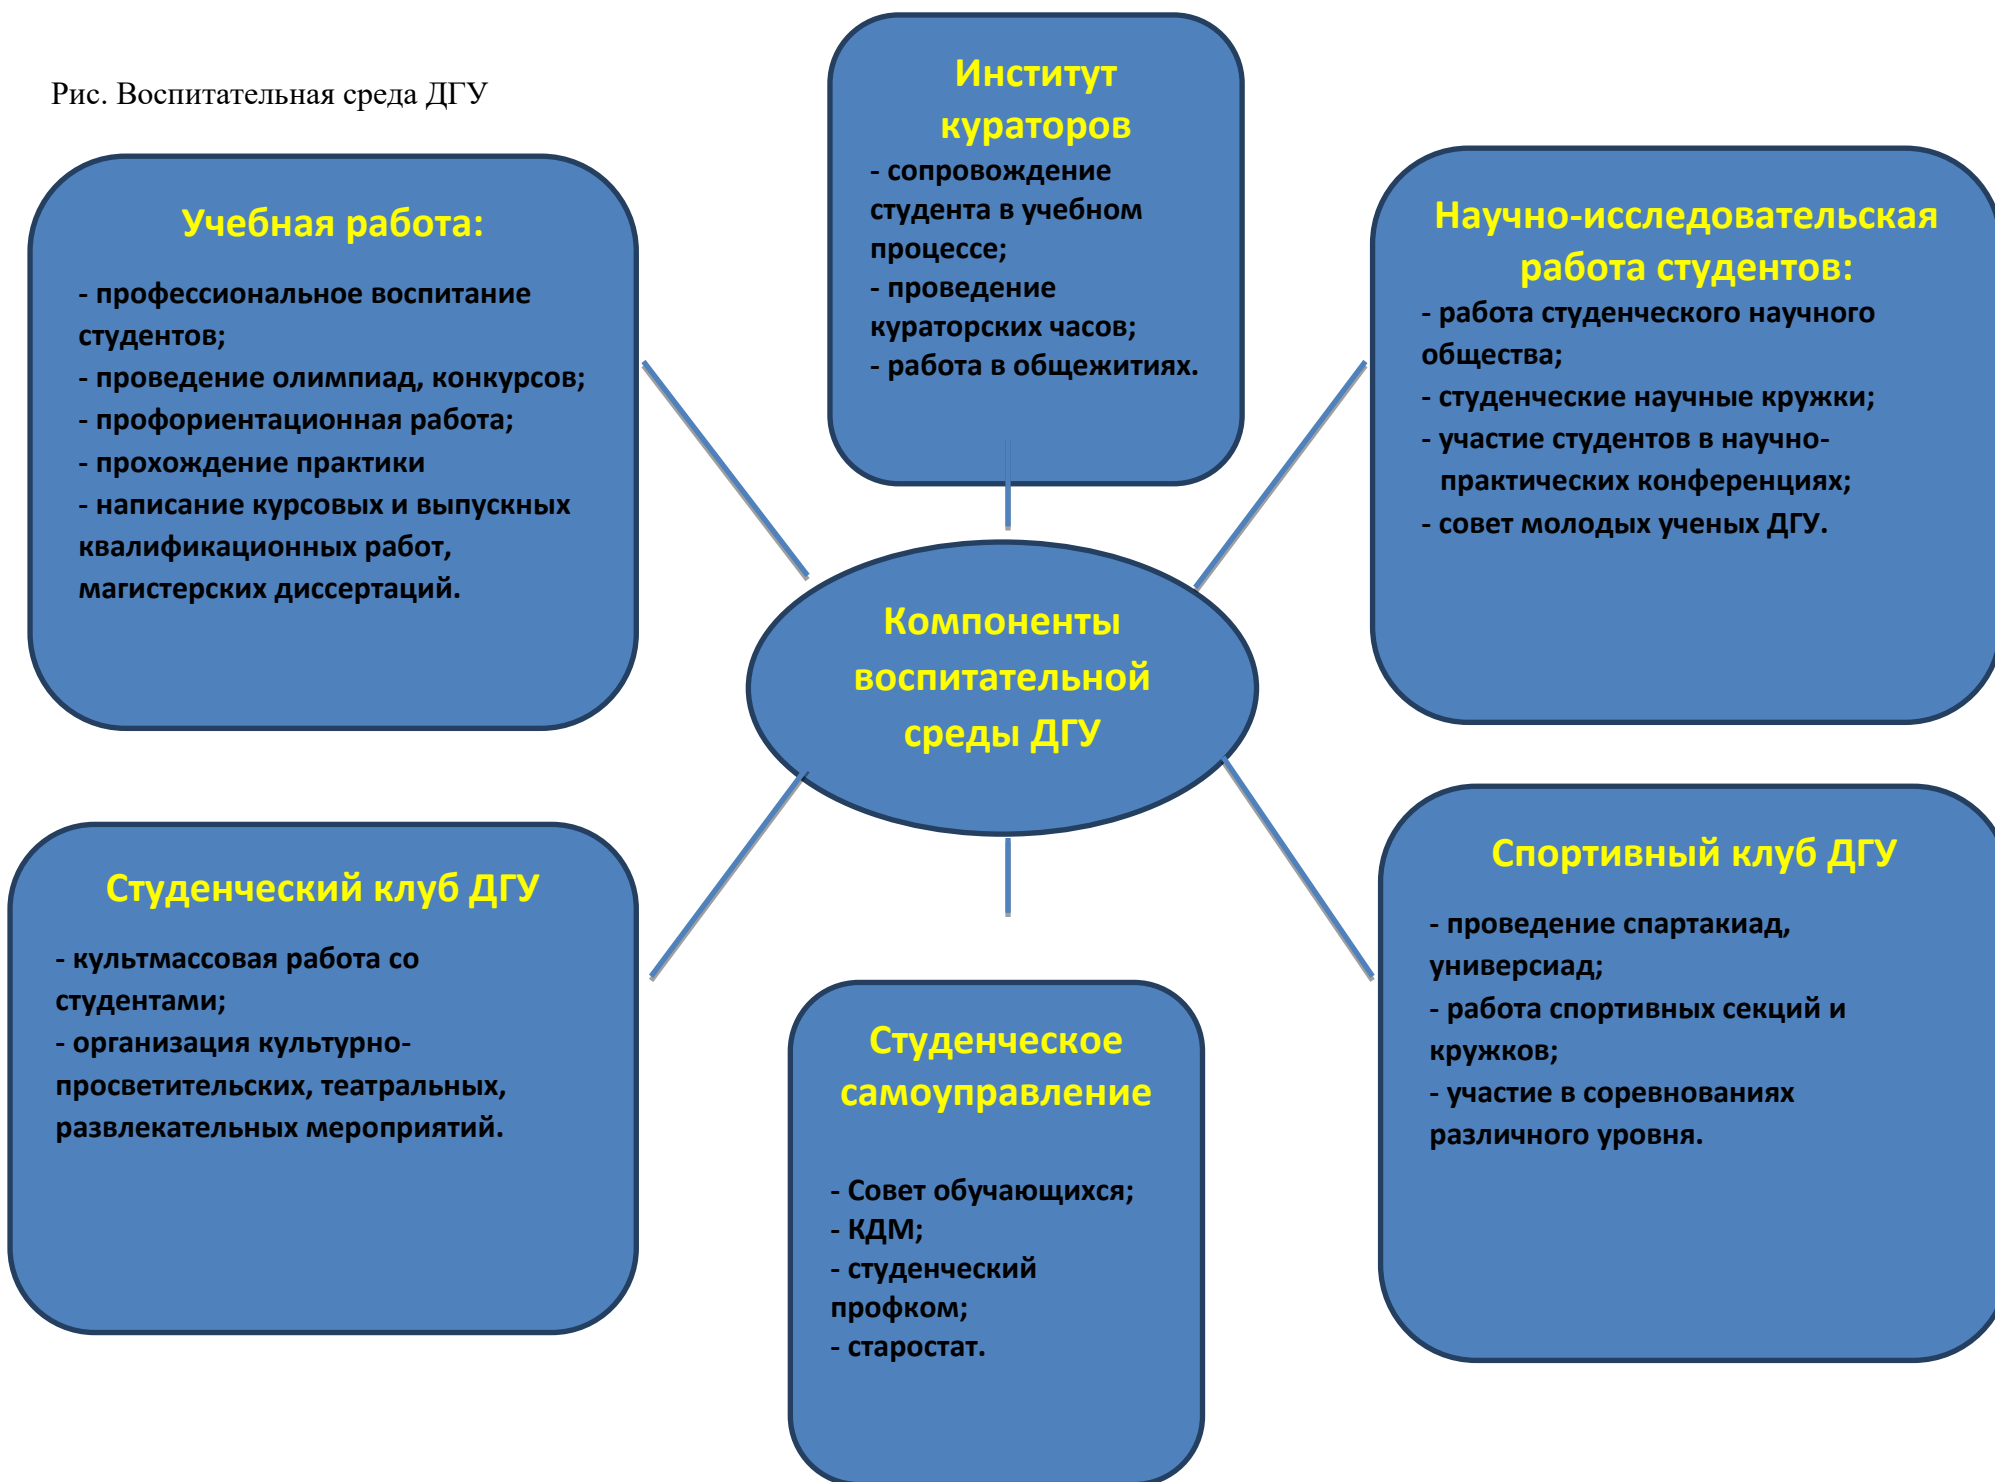 Рис. Воспитательная среда ДГУ
Институт
кураторов
- сопровождение
студента в учебном
процессе;
- проведение
кураторских часов;
- работа в общежитиях.
Учебная работа:
- профессиональное воспитание
студентов;
- проведение олимпиад, конкурсов;
- профориентационная работа;
- прохождение практики
- написание курсовых и выпускных
квалификационных работ,
магистерских диссертаций.
Научно-исследовательская
работа студентов:
- работа студенческого научного
общества;
- студенческие научные кружки;
- участие студентов в научно-
практических конференциях;
- совет молодых ученых ДГУ.
Компоненты
воспитательной
среды ДГУ
Студенческий клуб ДГУ
- культмассовая работа со
студентами;
- организация культурно-
просветительских, театральных,
развлекательных мероприятий.
Студенческое
самоуправление
- Совет обучающихся;
- КДМ;
- студенческий
профком;
- старостат.
Спортивный клуб ДГУ
- проведение спартакиад,
универсиад;
- работа спортивных секций и
кружков;
- участие в соревнованиях
различного уровня.